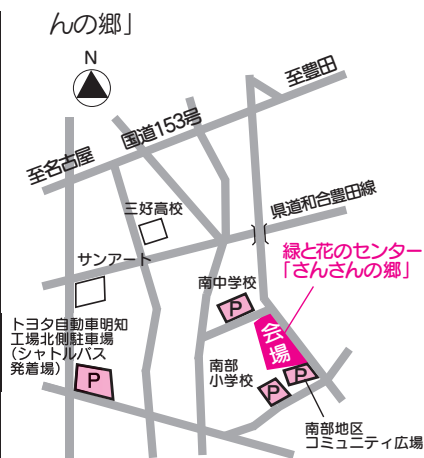 んの郷」
N
至豊田
国道153号
至名古屋
県道和合豊田線
三好高校
サンアート
緑と花のセンター
「さんさんの郷」
南中学校
P
会場
トヨタ自動車明知
工場北側駐車場
(シャトルバス
発着場)
P
南部
小学校
P
P
南部地区
コミュニティ広場